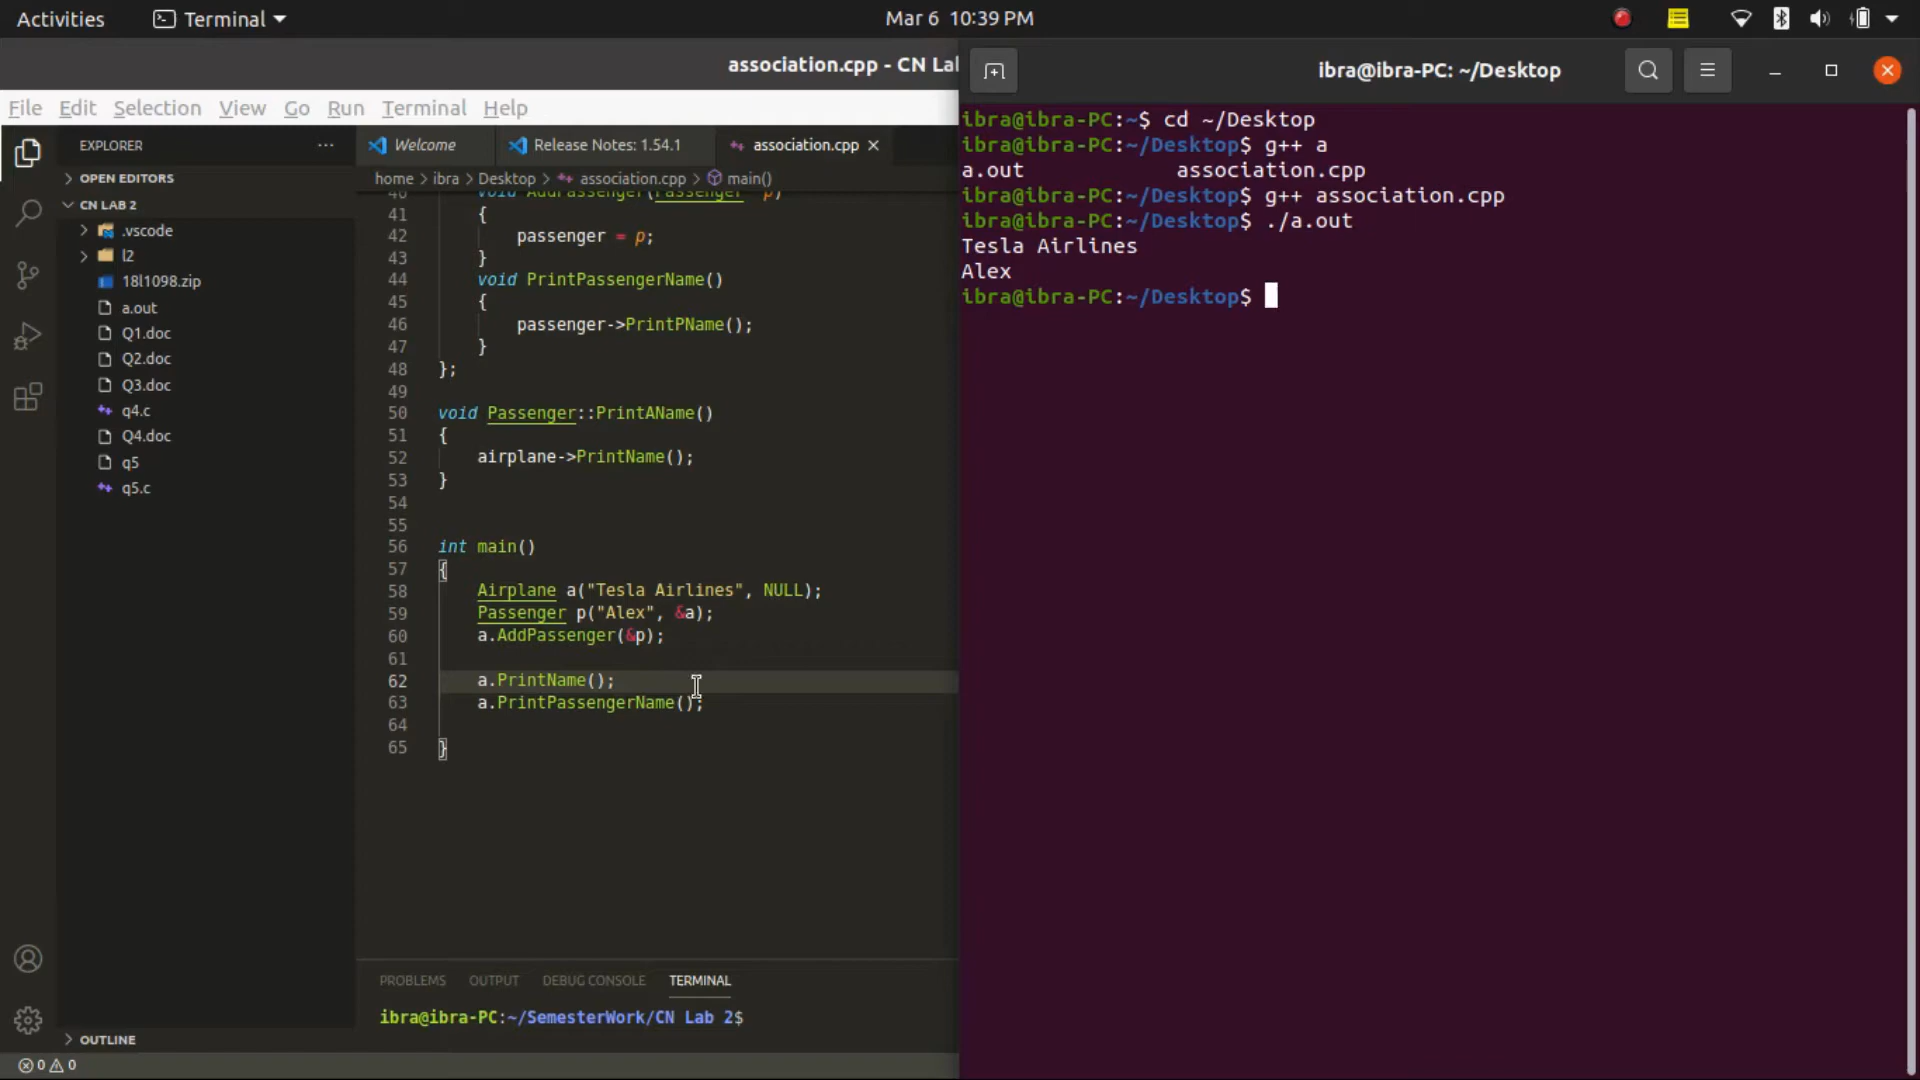 Activities
Terminal
Mar 6 10:39 PM
association.cpp - CN La
File Edit Selection View Go Run Terminal Help
EXPLORER
OPEN EDITORS
CN LAB 2
.vscode
l2
18l1098.zip
a.out
Q1.doc
Q2.doc
Q3.doc
q4.c
Q4.doc
q5
q5.c
OUTLINE
0 0
Welcome
Release Notes: 1.54.1
association.cpp
home > ibra > Desktop > association.cpp > main()
40 void AddPassenger(Passenger *p)
41 {
42 passenger = p;
43 }
44 void PrintPassengerName()
45 {
46 passenger->PrintPName();
47 }
48 };
49
50 void Passenger::PrintAName()
51 {
52 airplane->PrintName();
53 }
54
55
56 int main()
57 {
58 Airplane a("Tesla Airlines", NULL);
59 Passenger p("Alex", &a);
60 a.AddPassenger(&p);
61
62 a.PrintName();
63 a.PrintPassengerName();
64
65 }
PROBLEMS OUTPUT DEBUG CONSOLE TERMINAL
ibra@ibra-PC:~/SemesterWork/CN Lab 2$
ibra@ibra-PC: ~/Desktop
ibra@ibra-PC:~$ cd ~/Desktop
ibra@ibra-PC:~/Desktop$ g++ a
a.out association.cpp
ibra@ibra-PC:~/Desktop$ g++ association.cpp
ibra@ibra-PC:~/Desktop$ ./a.out
Tesla Airlines
Alex
ibra@ibra-PC:~/Desktop$